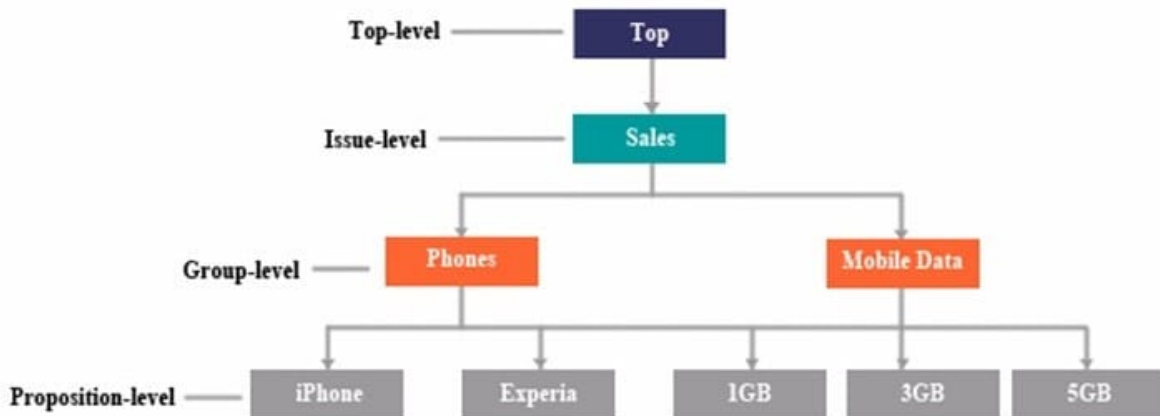 Top-level
Top
Issue-level
Sales
Group-level
Phones
Mobile Data
Proposition-level
iPhone
Experia
1GB
3GB
5GB